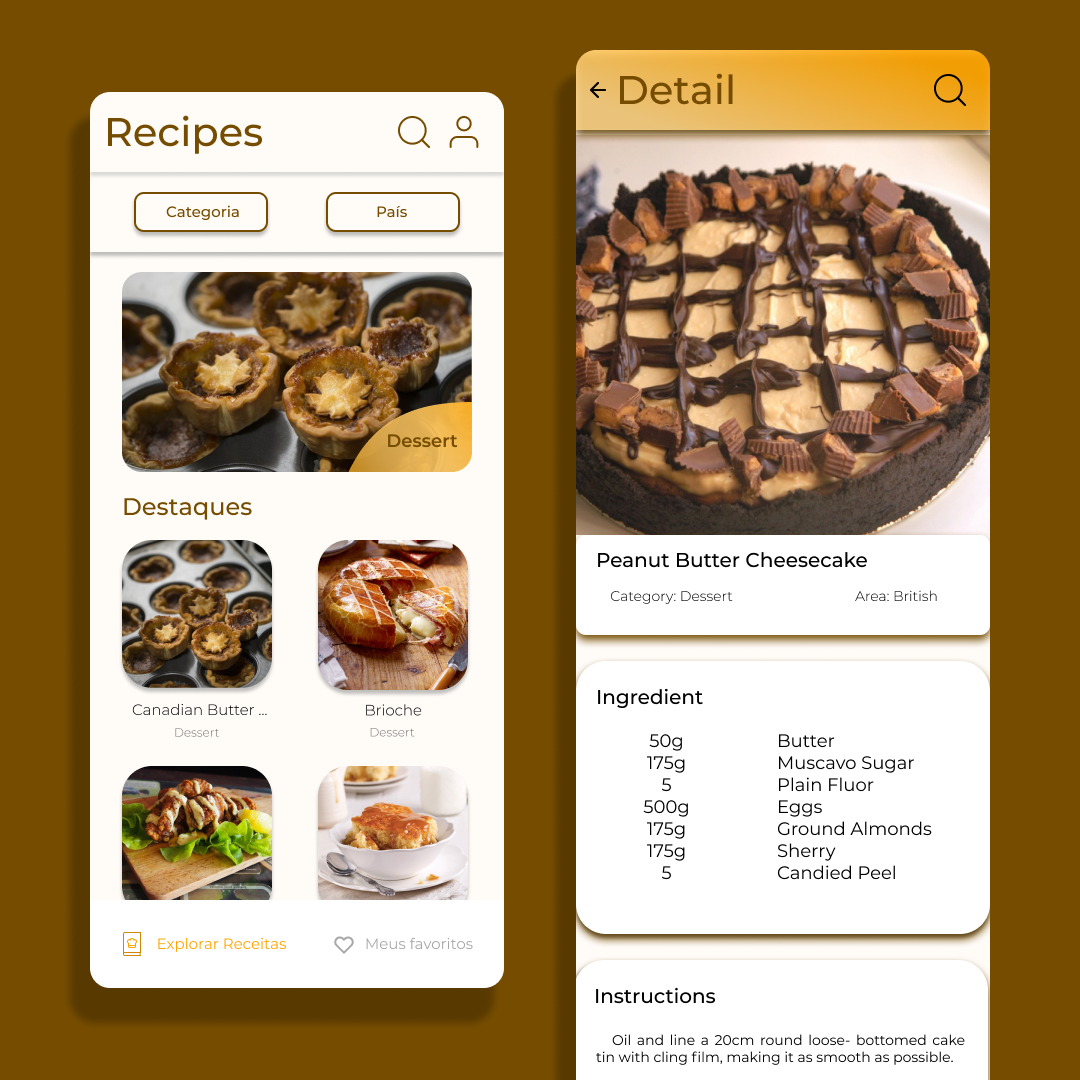 Recipes
Categoria
País
Dessert
Destaques
Canadian Butter ...
Dessert
Brioche
Dessert
Explorar Receitas
Meus favoritos
Detail
Peanut Butter Cheesecake
Category: Dessert
Area: British
Ingredient
50g Butter
175g Muscavo Sugar
5 Plain Fluor
500g Eggs
175g Ground Almonds
175g Sherry
5 Candied Peel
Instructions
Oil and line a 20cm round loose- bottomed cake
tin with cling film, making it as smooth as possible.